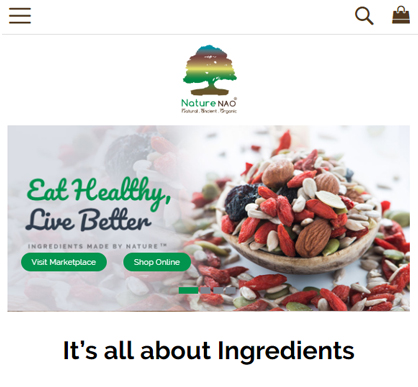 Nature NAO®
Natural. Ancient. Organic
Eat Healthy,
Live Better
INGREDIENTS MADE BY NATURE™
Visit Marketplace
Shop Online
It's all about Ingredients